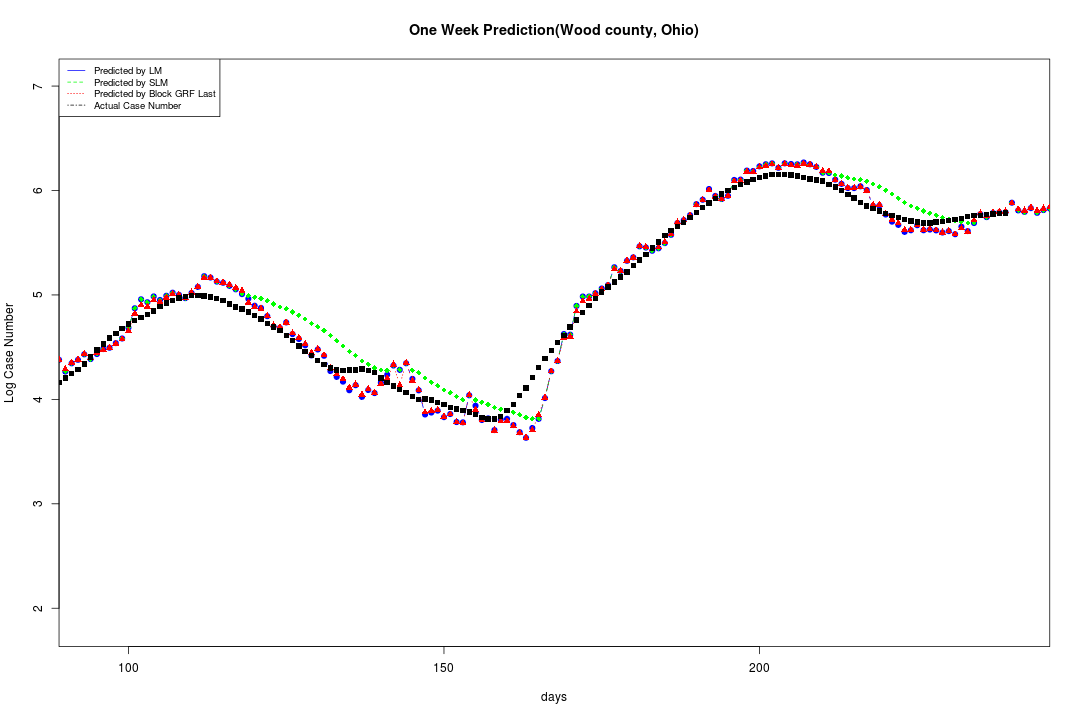 One Week Prediction(Wood county, Ohio)
Predicted by LM
Predicted by SLM
Predicted by Block GRF Last
Actual Case Number
7
6
5
4
3
2
Log Case Number
100 150 200
days